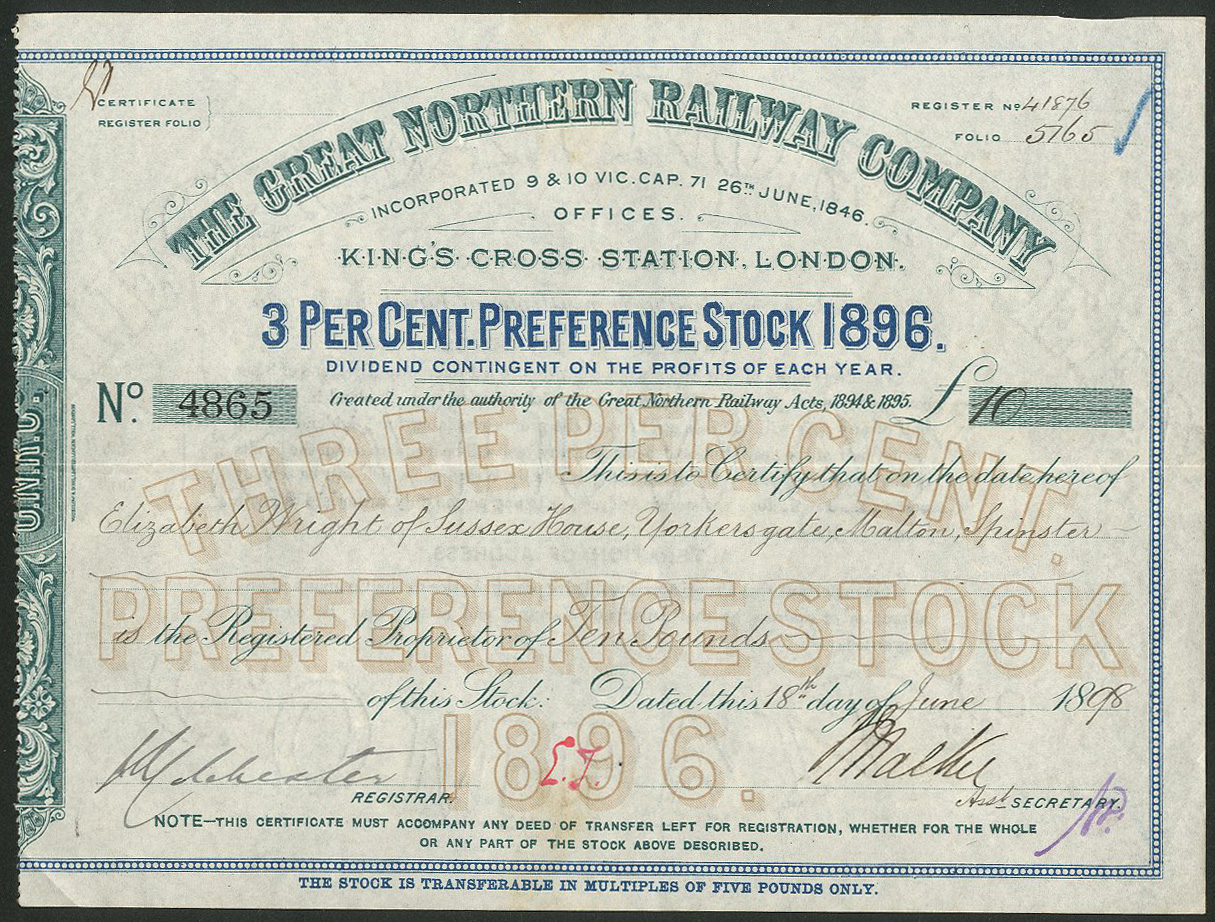 CERTIFICATE
REGISTER FOLIO
REGISTER Nº 41876
FOLIO 5765
THE GREAT NORTHERN RAILWAY COMPANY
INCORPORATED 9 & 10 VIC. CAP. 71 26TH JUNE, 1846.
OFFICES.
KING'S CROSS STATION, LONDON.
3 PER CENT. PREFERENCE STOCK 1896.
DIVIDEND CONTINGENT ON THE PROFITS OF EACH YEAR.
Nº. 4865
Created under the authority of the Great Northern Railway Acts, 1894 & 1895.
£ 10
THREE PER CENT.
This is to Certify that on the date hereof
Elizabeth Wright of Sussex House, Yorkersgate, Malton, Spinster
PREFERENCE STOCK
is the Registered Proprietor of Ten Pounds
of this Stock. Dated this 18th day of June 1898
1896.
E.J.
REGISTRAR.
Asst SECRETARY.
NOTE—THIS CERTIFICATE MUST ACCOMPANY ANY DEED OF TRANSFER LEFT FOR REGISTRATION, WHETHER FOR THE WHOLE
OR ANY PART OF THE STOCK ABOVE DESCRIBED.
THE STOCK IS TRANSFERABLE IN MULTIPLES OF FIVE POUNDS ONLY.